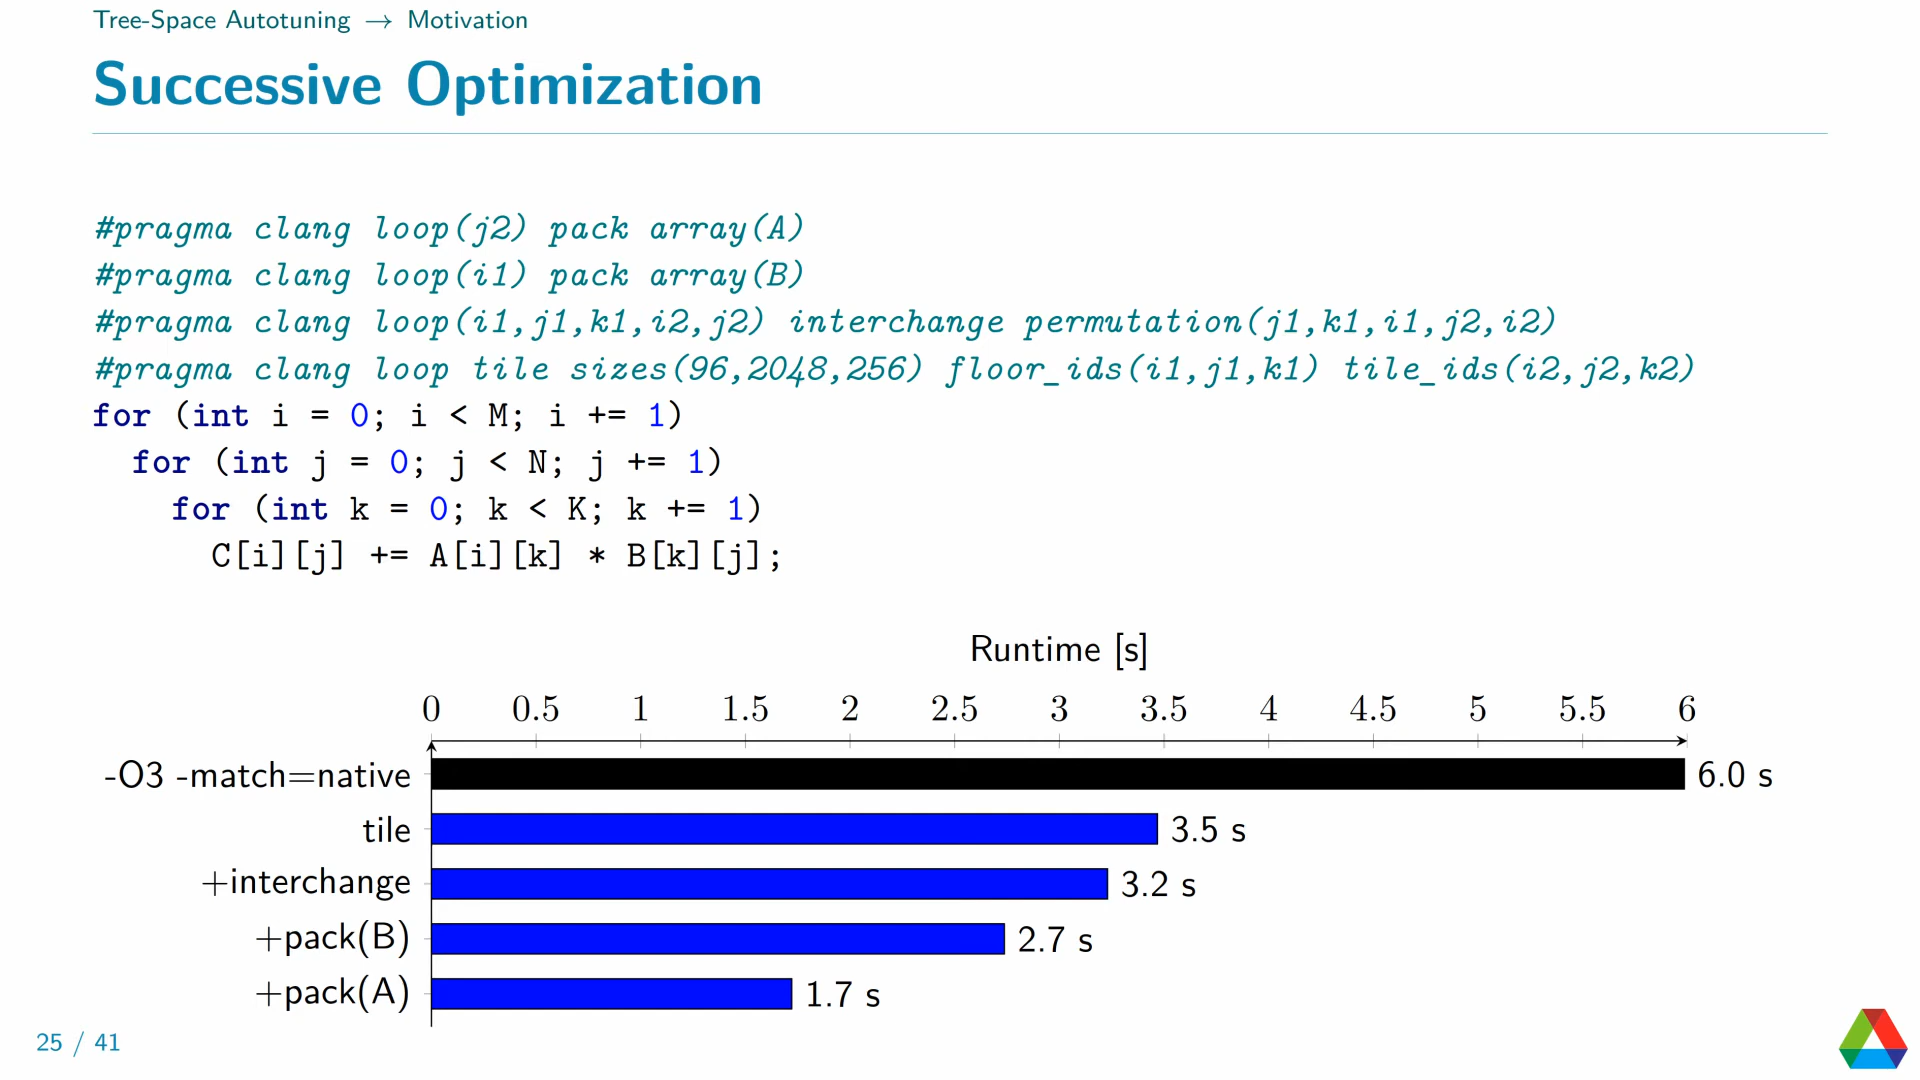 Tree-Space Autotuning → Motivation
Successive Optimization
#pragma clang loop(j2) pack array(A)
#pragma clang loop(i1) pack array(B)
#pragma clang loop(i1,j1,k1,i2,j2) interchange permutation(j1,k1,i1,j2,i2)
#pragma clang loop tile sizes(96,2048,256) floor_ids(i1,j1,k1) tile_ids(i2,j2,k2)
for (int i = 0; i < M; i += 1)
for (int j = 0; j < N; j += 1)
for (int k = 0; k < K; k += 1)
C[i][j] += A[i][k] * B[k][j];
Runtime [s]
0 0.5 1 1.5 2 2.5 3 3.5 4 4.5 5 5.5 6
-O3 -match=native 6.0 s
tile 3.5 s
+interchange 3.2 s
+pack(B) 2.7 s
+pack(A) 1.7 s
25 / 41